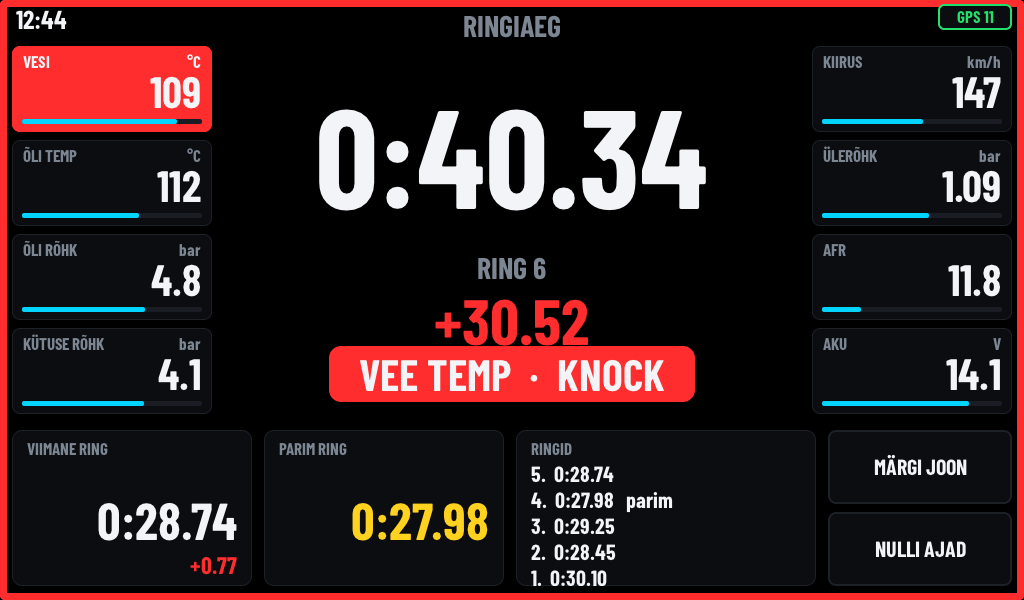 12:44
RINGIAEG
GPS 11
VESI °C
109
ÕLI TEMP °C
112
ÕLI RÕHK bar
4.8
KÜTUSE RÕHK bar
4.1
0:40.34
RING 6
+30.52
VEE TEMP · KNOCK
KIIRUS km/h
147
ÜLERÕHK bar
1.09
AFR
11.8
AKU V
14.1
VIIMANE RING
0:28.74
+0.77
PARIM RING
0:27.98
RINGID
5. 0:28.74
4. 0:27.98 parim
3. 0:29.25
2. 0:28.45
1. 0:30.10
MÄRGI JOON
NULLI AJAD